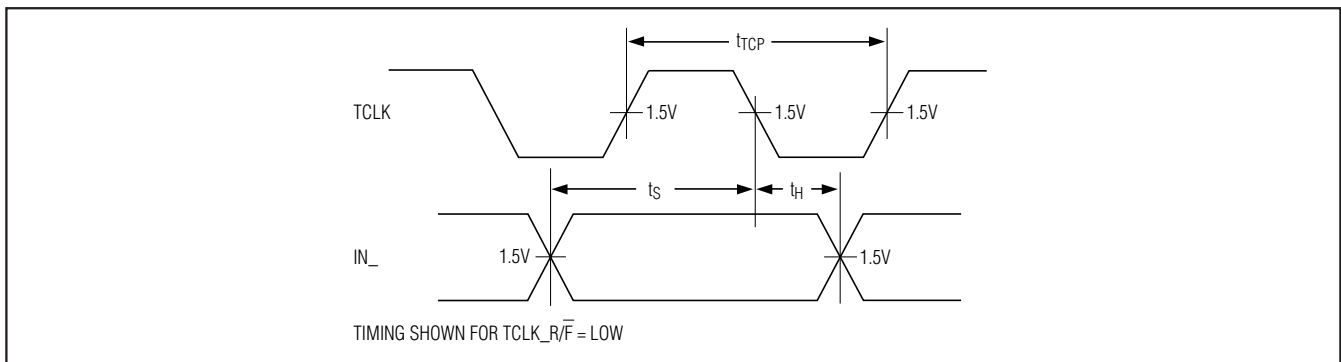 tTCP
TCLK
1.5V
1.5V
1.5V
tS
tH
IN_
1.5V
1.5V
TIMING SHOWN FOR TCLK_R/F̅ = LOW